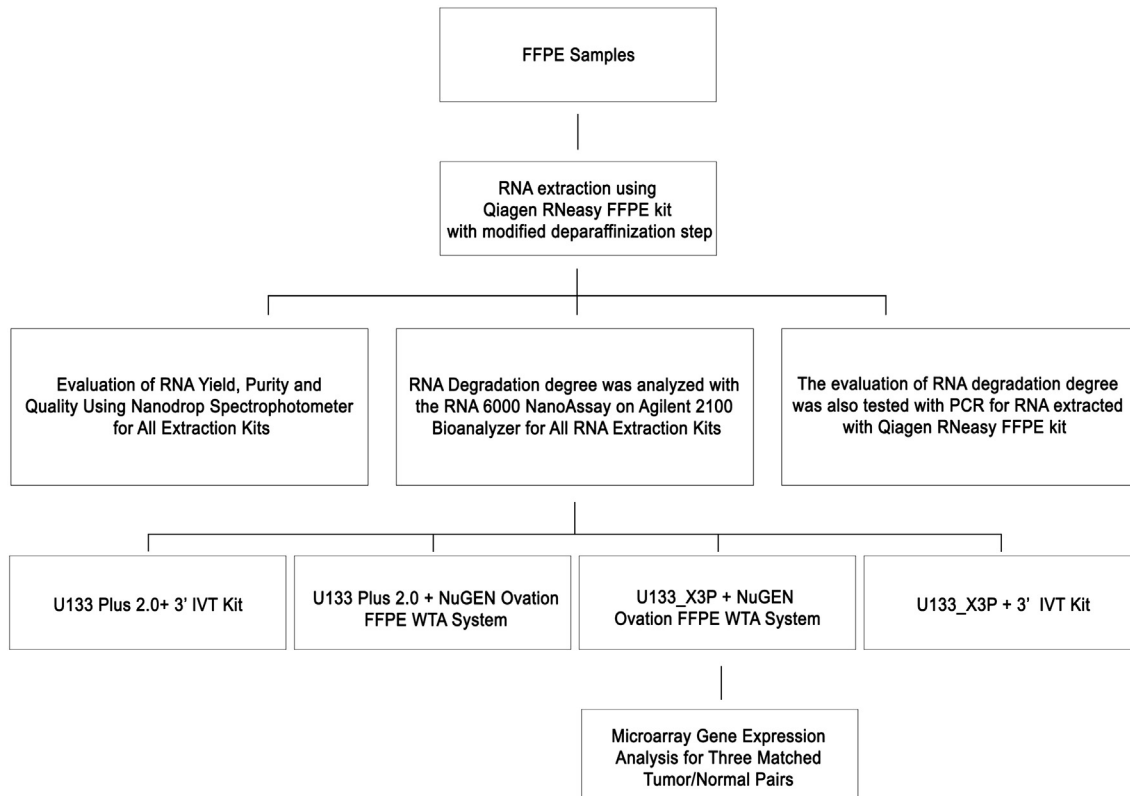 FFPE Samples
RNA extraction using
Qiagen RNeasy FFPE kit
with modified deparaffinization step
Evaluation of RNA Yield, Purity and
Quality Using Nanodrop Spectrophotometer
for All Extraction Kits
RNA Degradation degree was analyzed with
the RNA 6000 NanoAssay on Agilent 2100
Bioanalyzer for All RNA Extraction Kits
The evaluation of RNA degradation degree
was also tested with PCR for RNA extracted
with Qiagen RNeasy FFPE kit
U133 Plus 2.0+ 3' IVT Kit
U133 Plus 2.0 + NuGEN Ovation
FFPE WTA System
U133_X3P + NuGEN
Ovation FFPE WTA System
U133_X3P + 3' IVT Kit
Microarray Gene Expression
Analysis for Three Matched
Tumor/Normal Pairs